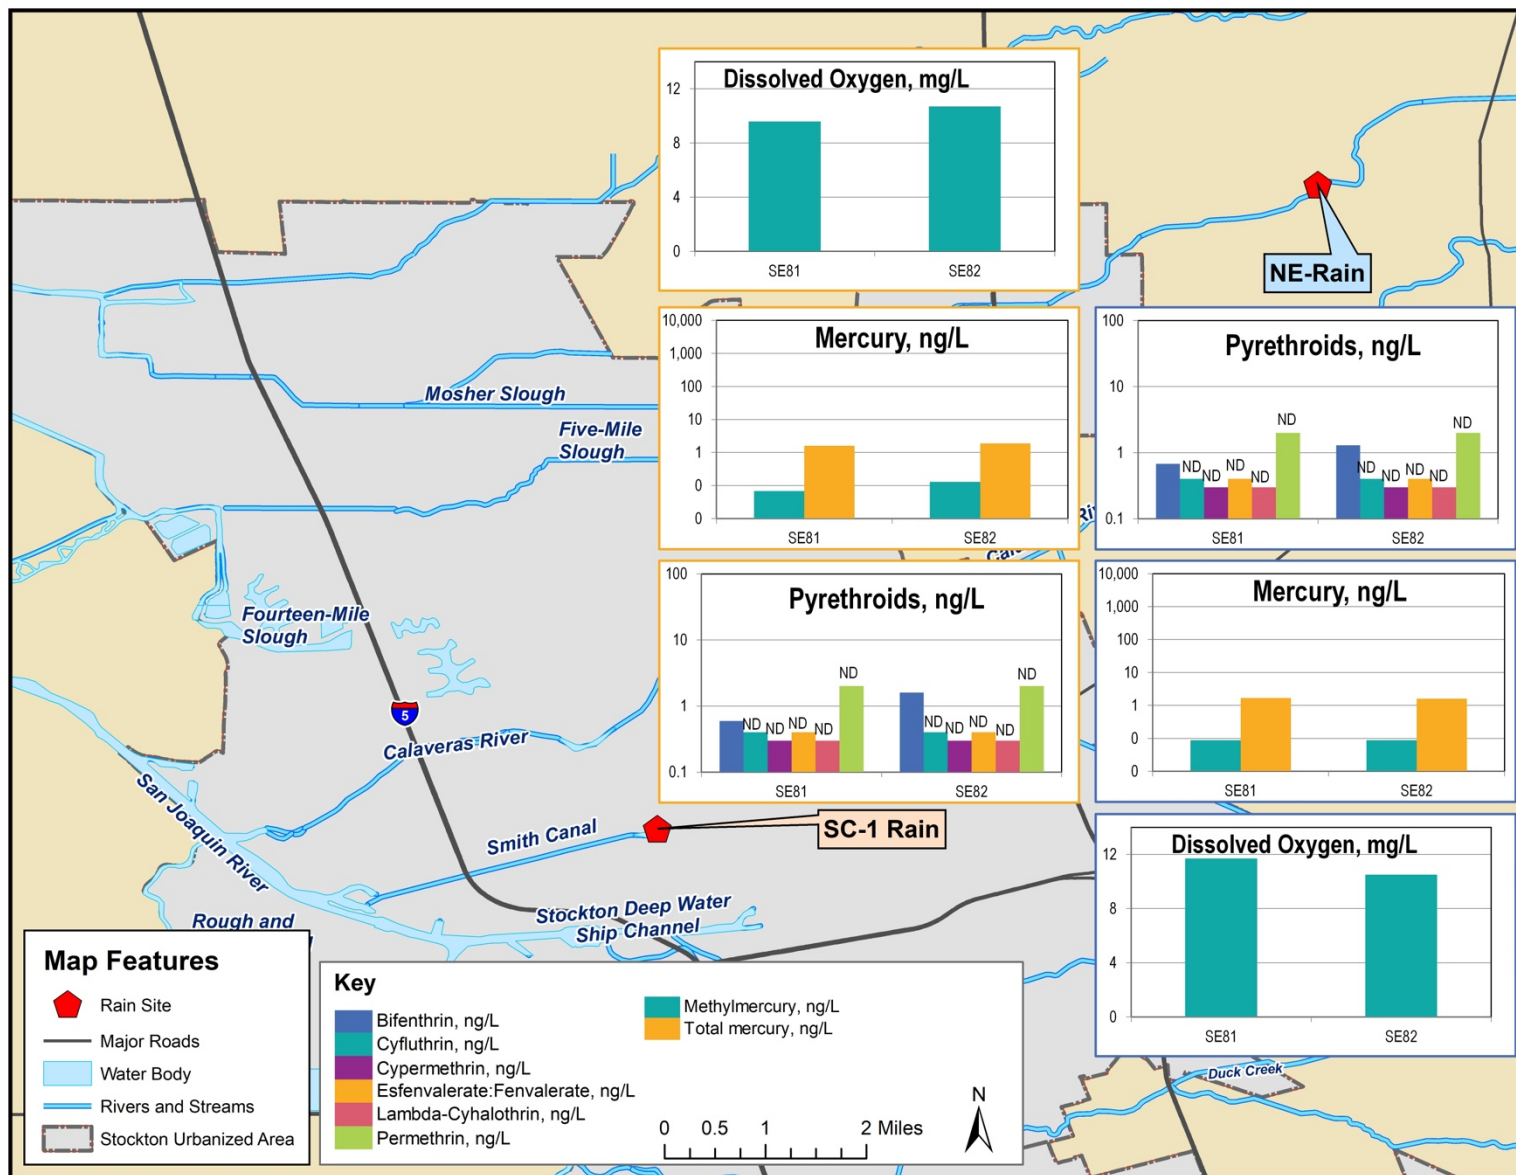 Dissolved Oxygen, mg/L
12
8
4
0
SE81
SE82
NE-Rain
Mercury, ng/L
10,000
1,000
100
10
0
1
0
0
SE81
SE82
Pyrethroids, ng/L
100
10
1
0.1
ND
ND
ND
ND
ND
ND
ND
ND
ND
ND
SE81
SE82
Mosher Slough
Five-Mile
Slough
Fourteen-Mile
Slough
5
Calaveras River
San Joaquin River
Smith Canal
SC-1 Rain
Stockton Deep Water
Ship Channel
Rough and
Pyrethroids, ng/L
100
10
1
0.1
ND
ND
ND
ND
ND
ND
ND
ND
ND
ND
SE81
SE82
Mercury, ng/L
10,000
1,000
100
10
1
0
0
SE81
SE82
Dissolved Oxygen, mg/L
12
8
4
0
SE81
SE82
Duck Creek
Map Features
Rain Site
Major Roads
Water Body
Rivers and Streams
Stockton Urbanized Area
Key
Bifenthrin, ng/L
Cyfluthrin, ng/L
Cypermethrin, ng/L
Esfenvalerate:Fenvalerate, ng/L
Lambda-Cyhalothrin, ng/L
Permethrin, ng/L
Methylmercury, ng/L
Total mercury, ng/L
0 0.5 1 2 Miles
N